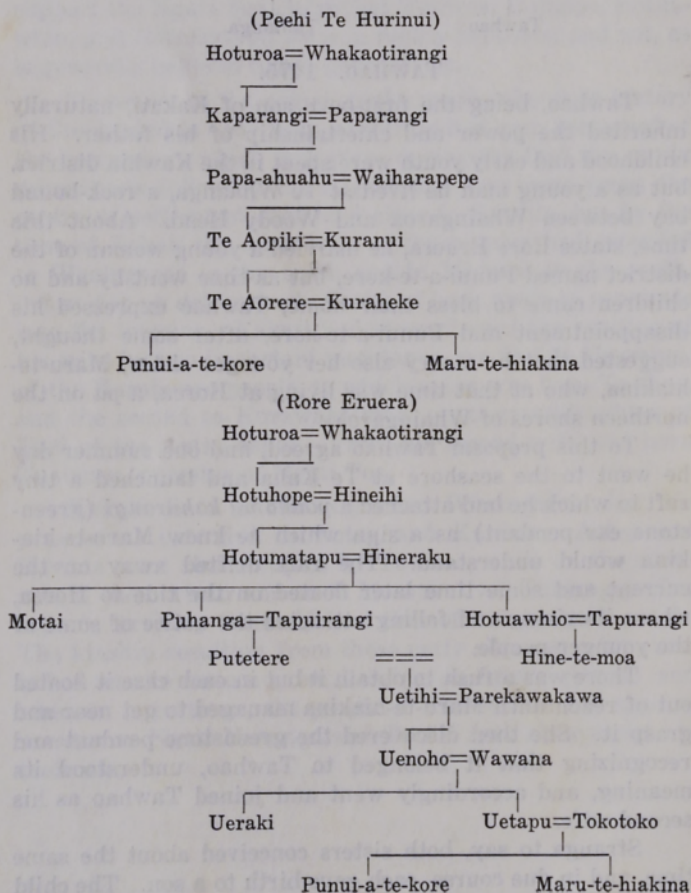 (Peehi Te Hurinui)
Hoturoa=Whakaotirangi
Kaparangi=Paparangi
Papa-ahuahu=Waiharapepe
Te Aopiki=Kuranui
Te Aorere=Kuraheke
Punui-a-te-kore Maru-te-hiakina
(Rore Eruera)
Hoturoa=Whakaotirangi
Hotuhope=Hineihi
Hotumatapu=Hineraku
Motai Puhanga=Tapuirangi Hotuawhio=Tapurangi
Putetere === Hine-te-moa
Uetihi=Parekawakawa
Uenoho=Wawana
Ueraki Uetapu=Tokotoko
Punui-a-te-kore Maru-te-hiakina